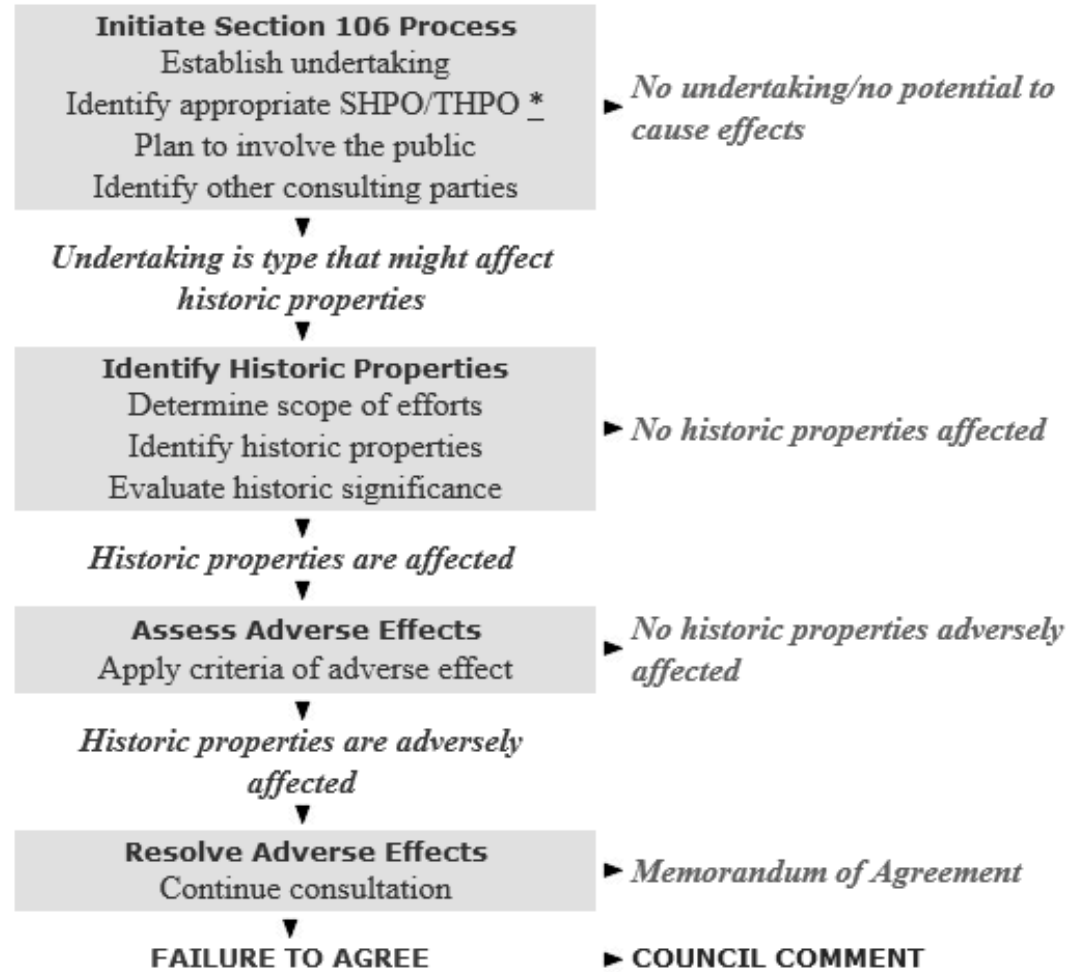 Initiate Section 106 Process
Establish undertaking
Identify appropriate SHPO/THPO *
Plan to involve the public
Identify other consulting parties
No undertaking/no potential to
cause effects
Undertaking is type that might affect
historic properties
Identify Historic Properties
Determine scope of efforts
Identify historic properties
Evaluate historic significance
No historic properties affected
Historic properties are affected
Assess Adverse Effects
Apply criteria of adverse effect
No historic properties adversely
affected
Historic properties are adversely
affected
Resolve Adverse Effects
Continue consultation
Memorandum of Agreement
FAILURE TO AGREE
COUNCIL COMMENT